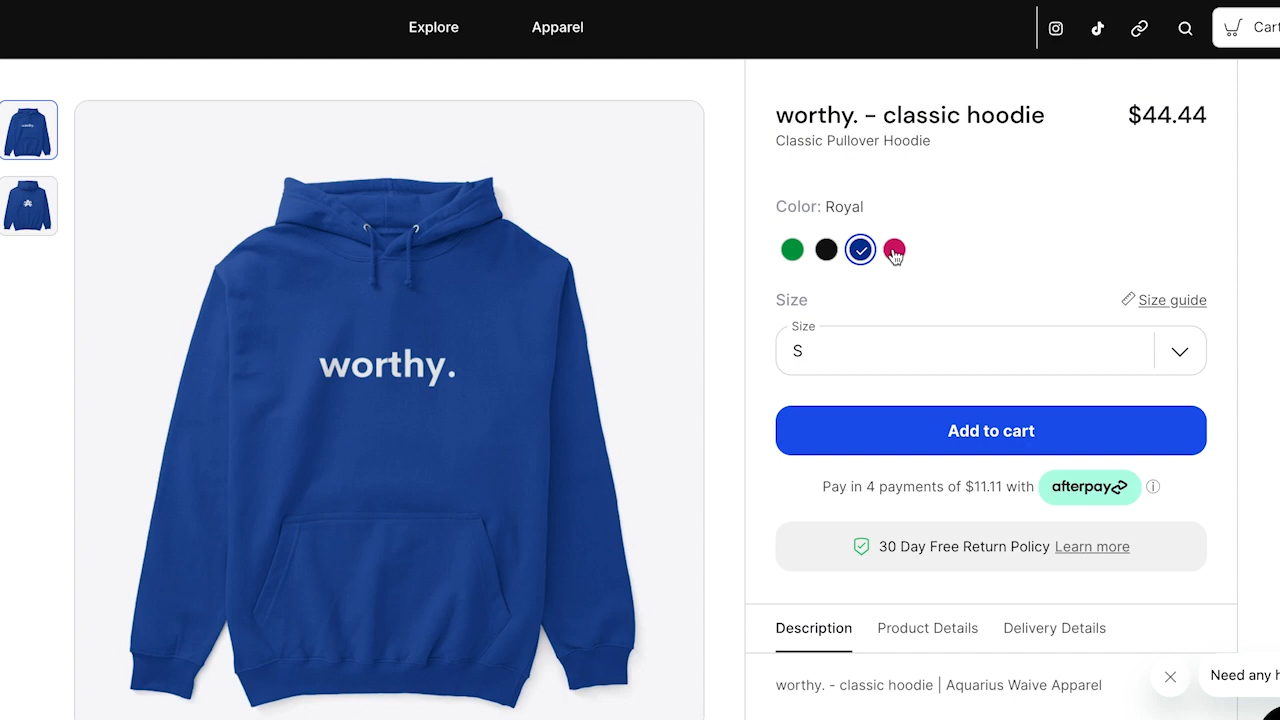 Explore
Apparel
Cart
worthy. - classic hoodie
$44.44
Classic Pullover Hoodie
Color: Royal
worthy.
Size
Size guide
Size
S
Add to cart
Pay in 4 payments of $11.11 with afterpay
30 Day Free Return Policy Learn more
Description
Product Details
Delivery Details
worthy. - classic hoodie | Aquarius Waive Apparel
Need any